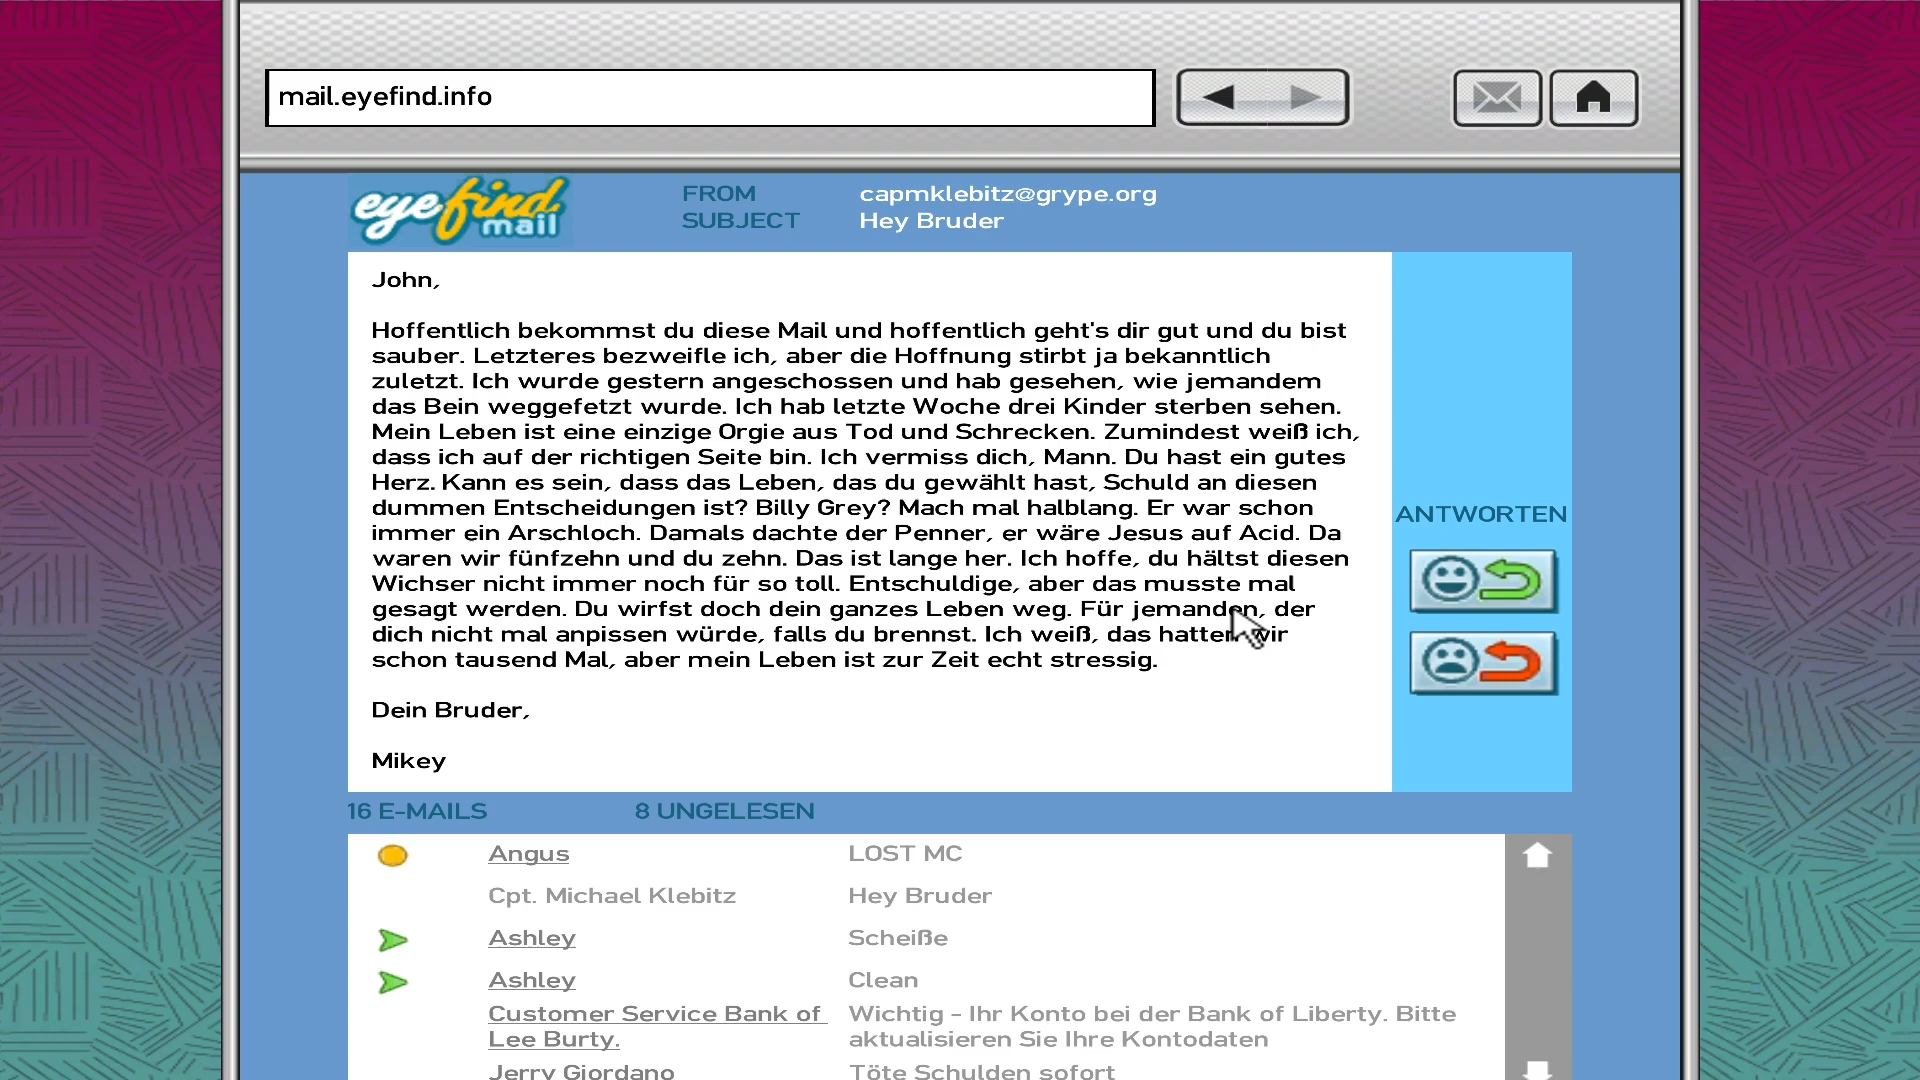 mail.eyefind.info
eyefind mail
FROM capmklebitz@grype.org
SUBJECT Hey Bruder
John,
Hoffentlich bekommst du diese Mail und hoffentlich geht's dir gut und du bist
sauber. Letzteres bezweifle ich, aber die Hoffnung stirbt ja bekanntlich
zuletzt. Ich wurde gestern angeschossen und hab gesehen, wie jemandem
das Bein weggefetzt wurde. Ich hab letzte Woche drei Kinder sterben sehen.
Mein Leben ist eine einzige Orgie aus Tod und Schrecken. Zumindest weiß ich,
dass ich auf der richtigen Seite bin. Ich vermiss dich, Mann. Du hast ein gutes
Herz. Kann es sein, dass das Leben, das du gewählt hast, Schuld an diesen
dummen Entscheidungen ist? Billy Grey? Mach mal halblang. Er war schon
immer ein Arschloch. Damals dachte der Penner, er wäre Jesus auf Acid. Da
waren wir fünfzehn und du zehn. Das ist lange her. Ich hoffe, du hältst diesen
Wichser nicht immer noch für so toll. Entschuldige, aber das musste mal
gesagt werden. Du wirfst doch dein ganzes Leben weg. Für jemanden, der
dich nicht mal anpissen würde, falls du brennst. Ich weiß, das hatten wir
schon tausend Mal, aber mein Leben ist zur Zeit echt stressig.
Dein Bruder,
Mikey
ANTWORTEN
16 E-MAILS 8 UNGELESEN
Angus LOST MC
Cpt. Michael Klebitz Hey Bruder
Ashley Scheiße
Ashley Clean
Customer Service Bank of Wichtig - Ihr Konto bei der Bank of Liberty. Bitte
Lee Burty. aktualisieren Sie Ihre Kontodaten
Jerry Giordano Töte Schulden sofort